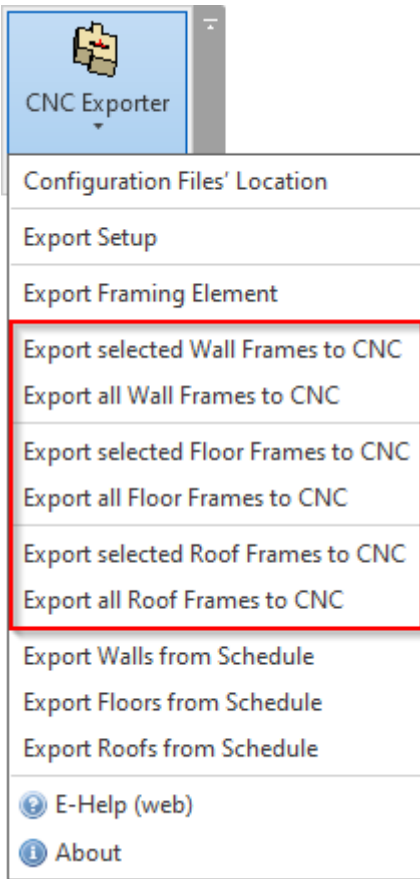 CNC Exporter
Configuration Files' Location
Export Setup
Export Framing Element
Export selected Wall Frames to CNC
Export all Wall Frames to CNC
Export selected Floor Frames to CNC
Export all Floor Frames to CNC
Export selected Roof Frames to CNC
Export all Roof Frames to CNC
Export Walls from Schedule
Export Floors from Schedule
Export Roofs from Schedule
E-Help (web)
About